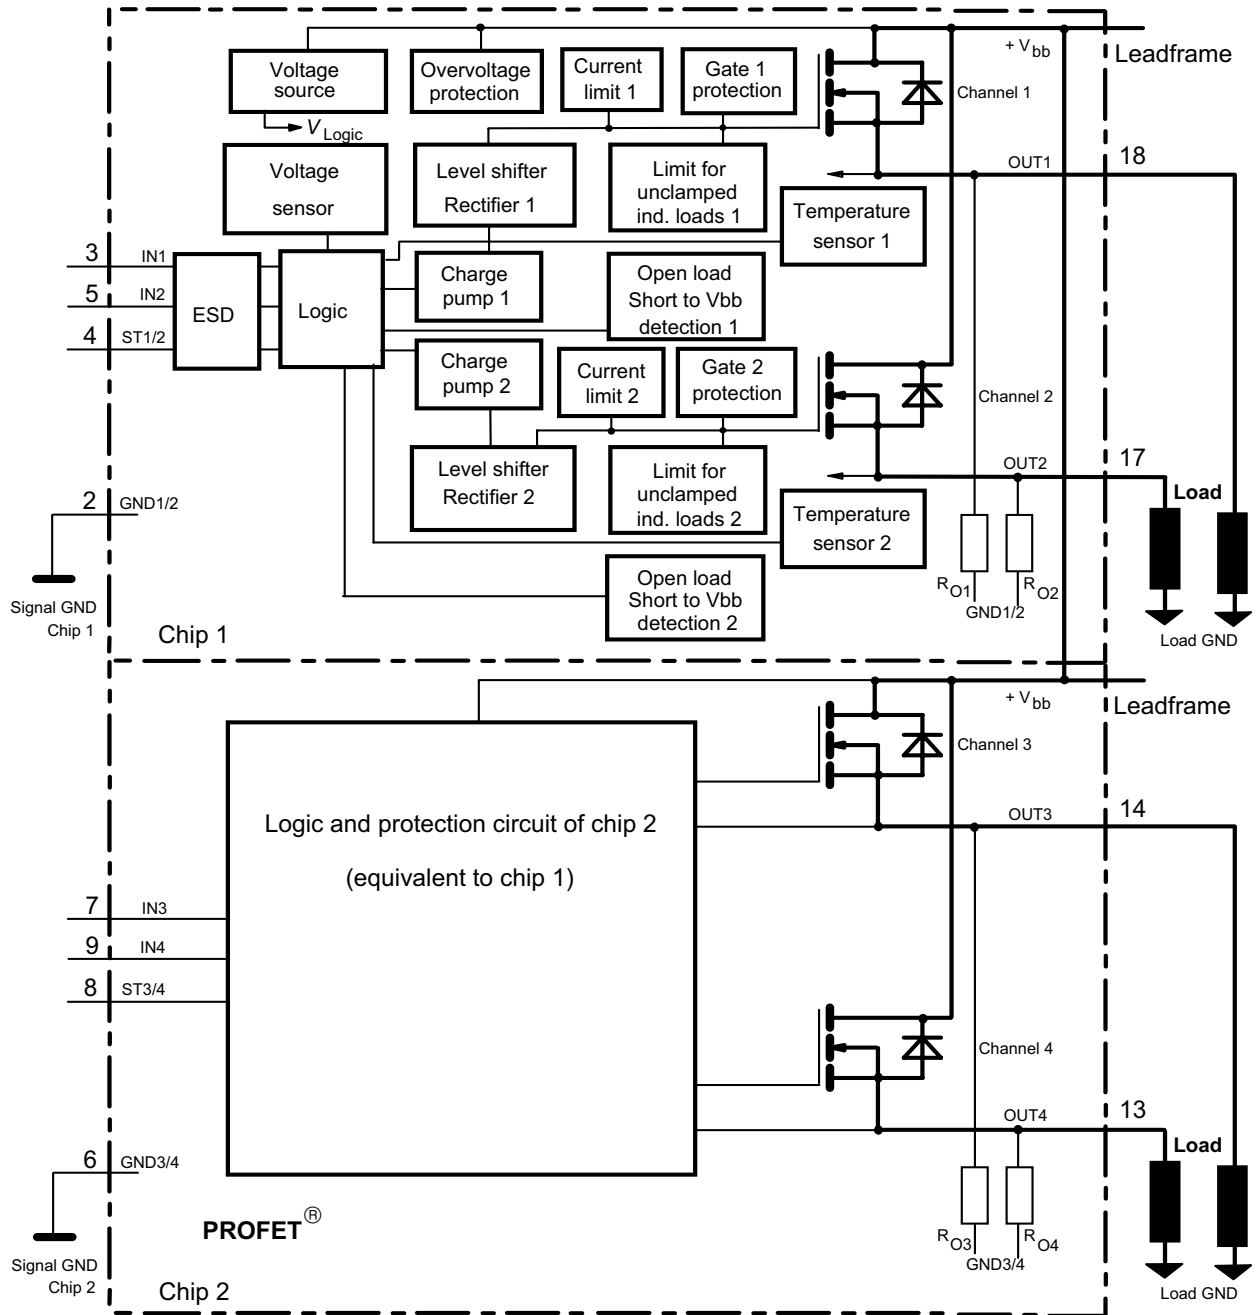 + V bb
Leadframe
Voltage
source
Overvoltage
protection
Current
limit 1
Gate 1
protection
Channel 1
V Logic
Voltage
sensor
Level shifter
Rectifier 1
Limit for
unclamped
ind. loads 1
OUT1
18
Temperature
sensor 1
3
IN1
5
IN2
4
ST1/2
ESD
Logic
Charge
pump 1
Open load
Short to Vbb
detection 1
Charge
pump 2
Current
limit 2
Gate 2
protection
Channel 2
Level shifter
Rectifier 2
Limit for
unclamped
ind. loads 2
OUT2
17
Load
2
GND1/2
Temperature
sensor 2
Open load
Short to Vbb
detection 2
R O1
R O2
GND1/2
Signal GND
Chip 1
Chip 1
Load GND
+ V bb
Leadframe
Channel 3
Logic and protection circuit of chip 2
(equivalent to chip 1)
OUT3
14
7
IN3
9
IN4
8
ST3/4
Channel 4
OUT4
13
Load
6
GND3/4
R O3
R O4
GND3/4
PROFET ®
Signal GND
Chip 2
Chip 2
Load GND